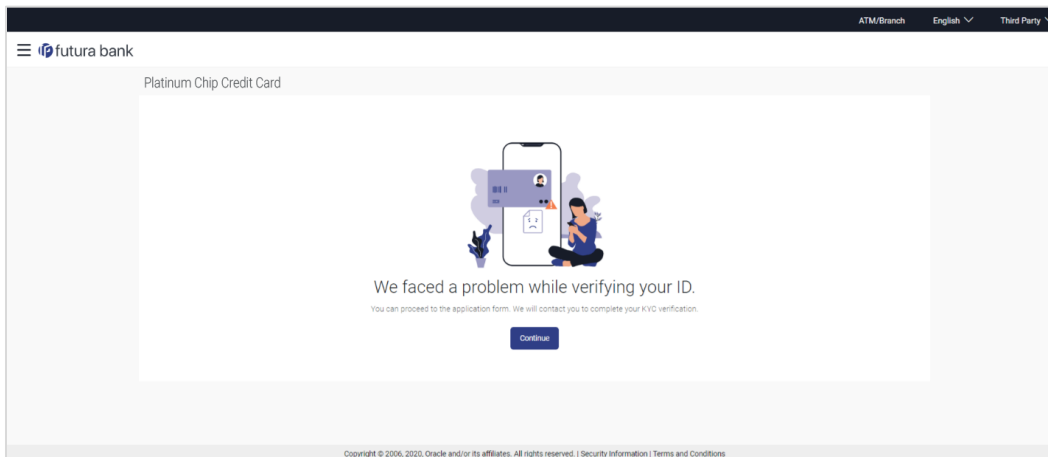 ATM/Branch English Third Party
futura bank
Platinum Chip Credit Card
We faced a problem while verifying your ID.
You can proceed to the application form. We will contact you to complete your KYC verification.
Continue
Copyright © 2006, 2020, Oracle and/or its affiliates. All rights reserved. | Security Information | Terms and Conditions